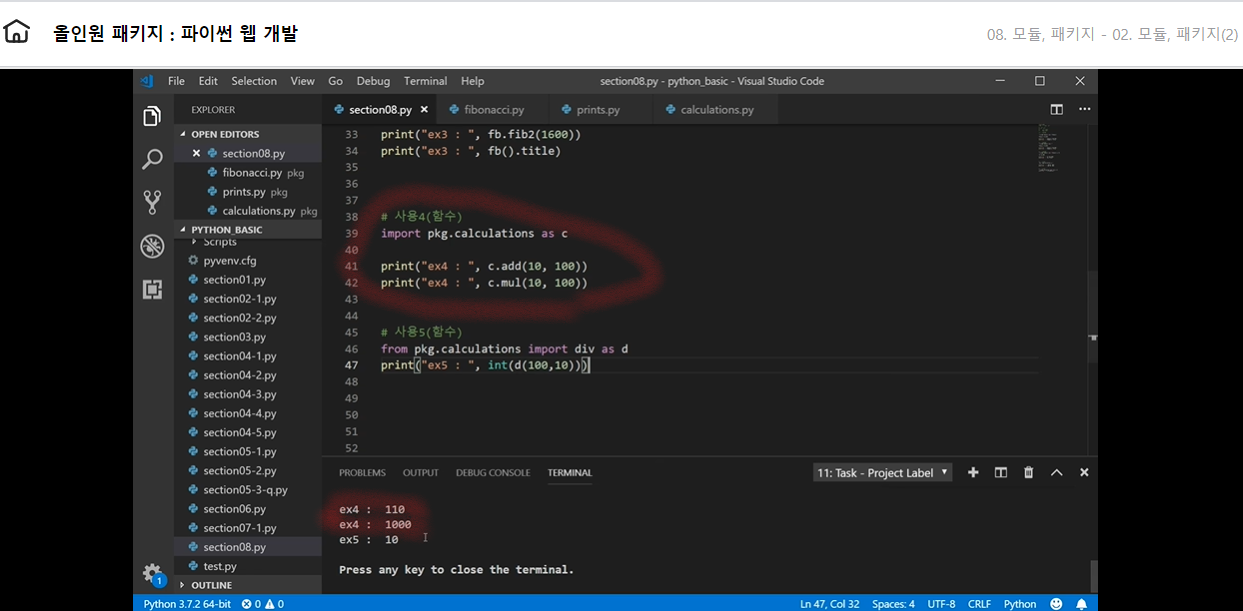 올인원 패키지 : 파이썬 웹 개발
08. 모듈, 패키지 - 02. 모듈, 패키지(2)
File Edit Selection View Go Debug Terminal Help
section08.py - python_basic - Visual Studio Code
EXPLORER
OPEN EDITORS
section08.py
fibonacci.py pkg
prints.py pkg
calculations.py pkg
PYTHON_BASIC
Scripts
pyvenv.cfg
section01.py
section02-1.py
section02-2.py
section03.py
section04-1.py
section04-2.py
section04-3.py
section04-4.py
section04-5.py
section05-1.py
section05-2.py
section05-3-q.py
section06.py
section07-1.py
section08.py
test.py
OUTLINE
1
section08.py fibonacci.py prints.py calculations.py
33 print("ex3 : ", fb.fib2(1600))
34 print("ex3 : ", fb().title)
35
36
37
38 # 사용4(함수)
39 import pkg.calculations as c
40
41 print("ex4 : ", c.add(10, 100))
42 print("ex4 : ", c.mul(10, 100))
43
44
45 # 사용5(함수)
46 from pkg.calculations import div as d
47 print("ex5 : ", int(d(100,10)))
48
49
50
51
52
PROBLEMS OUTPUT DEBUG CONSOLE TERMINAL
11: Task - Project Label
ex4 : 110
ex4 : 1000
ex5 : 10
Press any key to close the terminal.
Python 3.7.2 64-bit 0 0
Ln 47, Col 32 Spaces: 4 UTF-8 CRLF Python